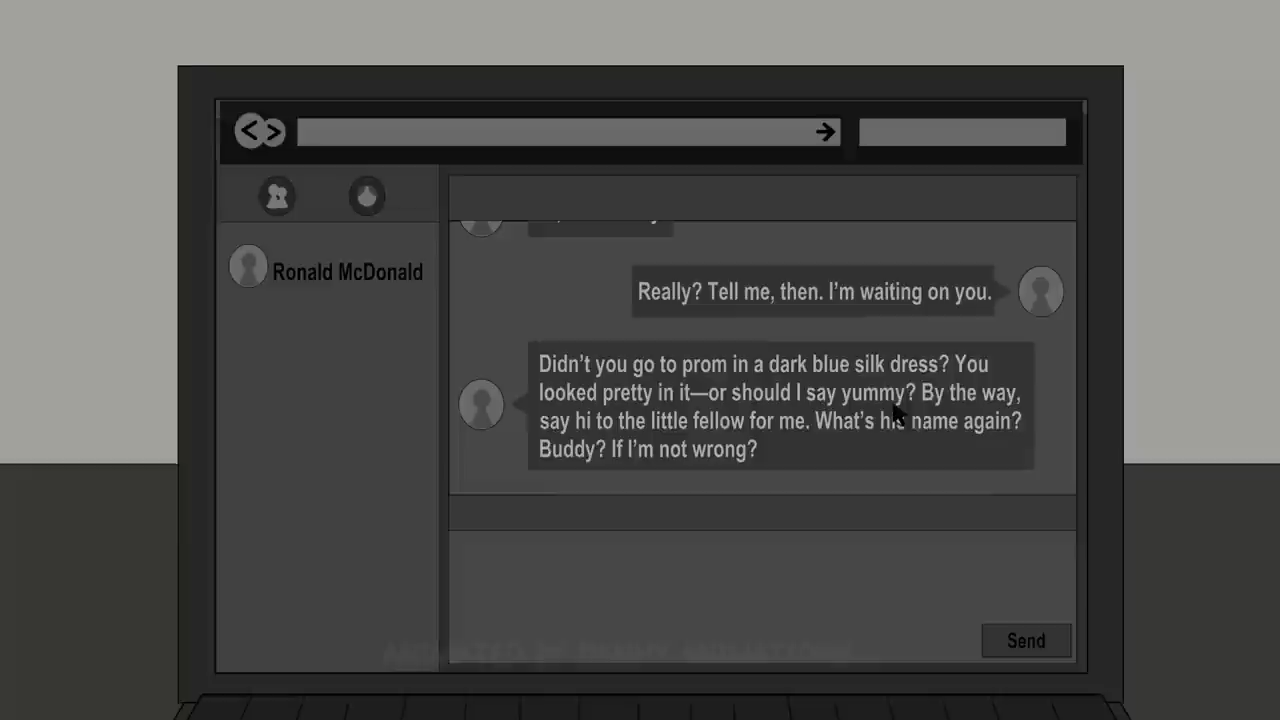 Ronald McDonald
Really? Tell me, then. I'm waiting on you.
Didn't you go to prom in a dark blue silk dress? You
looked pretty in it—or should I say yummy? By the way,
say hi to the little fellow for me. What's his name again?
Buddy? If I'm not wrong?
Send